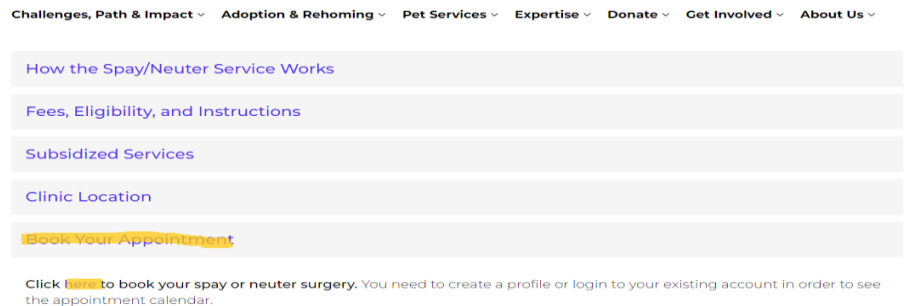 Challenges, Path & Impact Adoption & Rehoming Pet Services Expertise Donate Get Involved About Us
How the Spay/Neuter Service Works
Fees, Eligibility, and Instructions
Subsidized Services
Clinic Location
Book Your Appointment
Click here to book your spay or neuter surgery. You need to create a profile or login to your existing account in order to see
the appointment calendar.